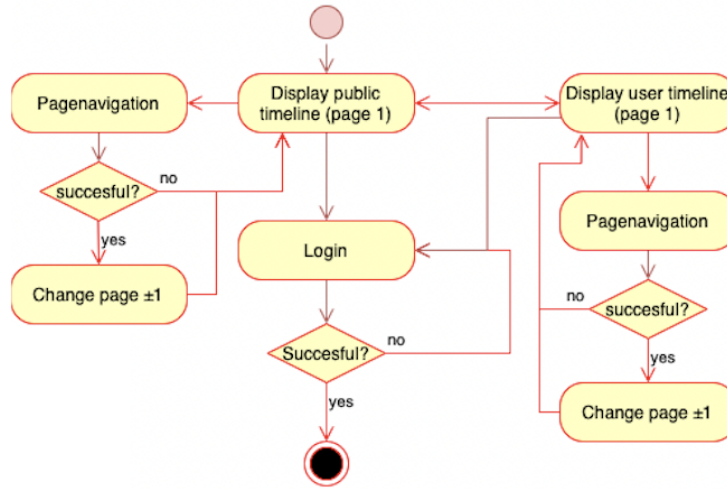 Pagenavigation
Display public
timeline (page 1)
Display user timeline
(page 1)
succesful?
no
yes
Change page ±1
Login
Succesful?
no
yes
Pagenavigation
succesful?
no
yes
Change page ±1